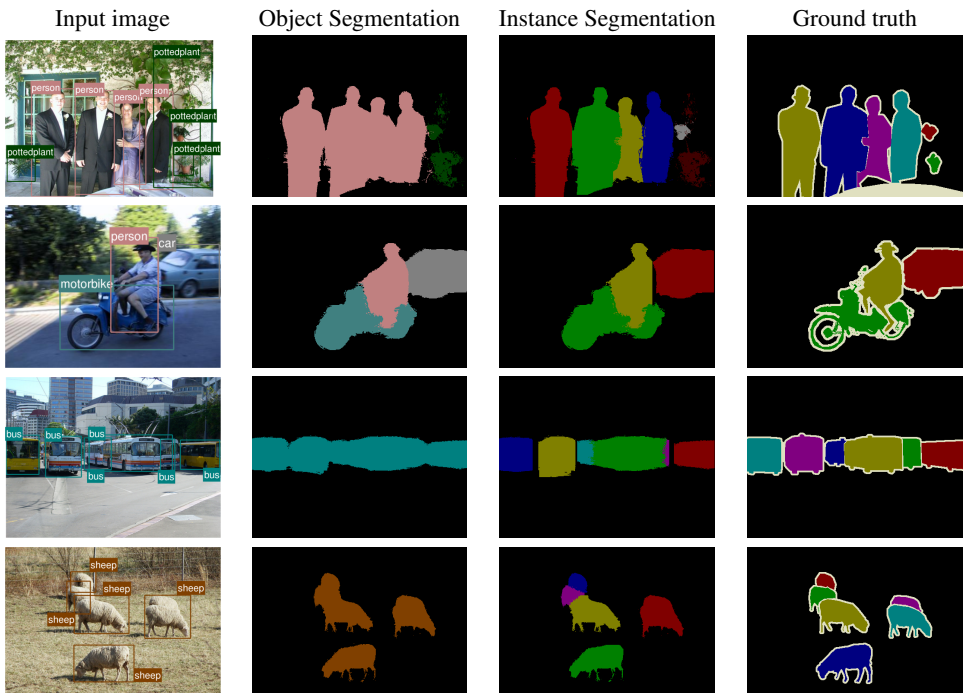 Input image Object Segmentation Instance Segmentation Ground truth
pottedplant
person person person person
pottedplant
pottedplant
pottedplant
person
car
motorbike
bus bus bus bus
bus bus
sheep
sheep sheep
sheep
sheep